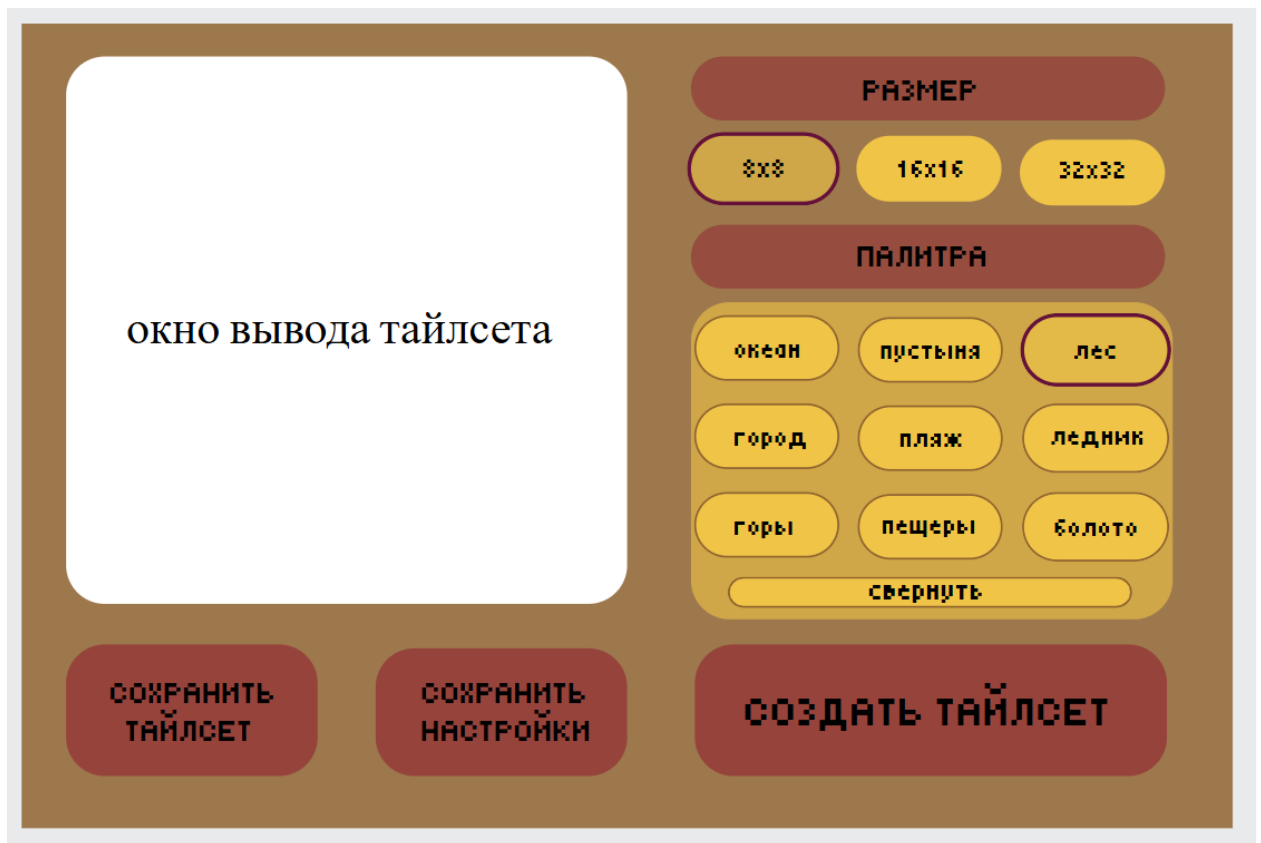 окно вывода тайлсета
РАЗМЕР
8x8
16x16
32x32
ПАЛИТРА
океан
пустыня
лес
город
пляж
ледник
горы
пещеры
болото
свернуть
СОХРАНИТЬ
ТАЙЛСЕТ
СОХРАНИТЬ
НАСТРОЙКИ
СОЗДАТЬ ТАЙЛСЕТ